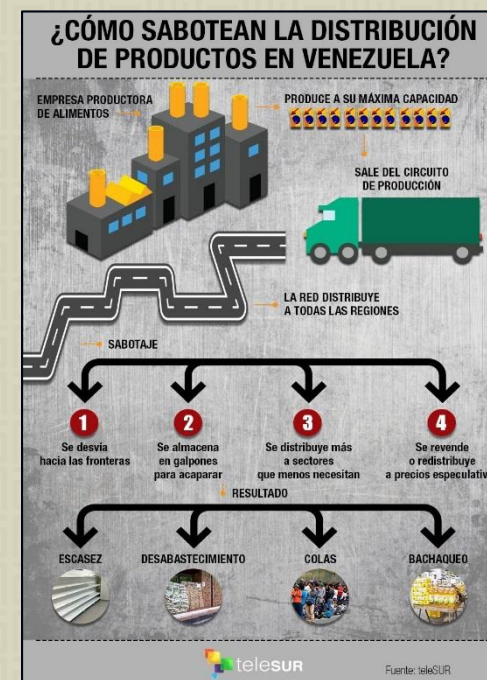 ¿CÓMO SABOTEAN LA DISTRIBUCIÓN
DE PRODUCTOS EN VENEZUELA?
EMPRESA PRODUCTORA
DE ALIMENTOS
PRODUCE A SU MÁXIMA CAPACIDAD
SALE DEL CIRCUITO
DE PRODUCCIÓN
LA RED DISTRIBUYE
A TODAS LAS REGIONES
SABOTAJE
1
Se desvía
hacia las fronteras
2
Se almacena
en galpones
para acaparar
3
Se distribuye más
a sectores
que menos necesitan
4
Se revende
o redistribuye
a precios especulativ
RESULTADO
ESCASEZ
DESABASTECIMIENTO
COLAS
BACHAQUEO
teleSUR
Fuente: teleSUR